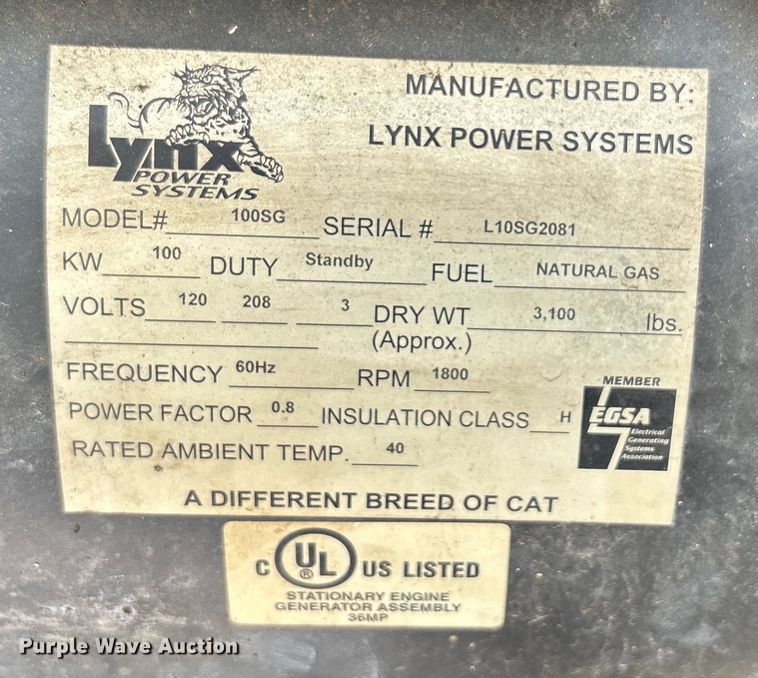 Lynx
POWER
SYSTEMS
MANUFACTURED BY:
LYNX POWER SYSTEMS
MODEL# 100SG SERIAL # L10SG2081
KW 100 DUTY Standby FUEL NATURAL GAS
VOLTS 120 208 3 DRY WT 3,100 lbs.
(Approx.)
FREQUENCY 60Hz RPM 1800
POWER FACTOR 0.8 INSULATION CLASS H
RATED AMBIENT TEMP. 40
MEMBER
EGSA
Electrical
Generating
Systems
Association
A DIFFERENT BREED OF CAT
C UL ® US LISTED
STATIONARY ENGINE
GENERATOR ASSEMBLY
36MP
Purple Wave Auction